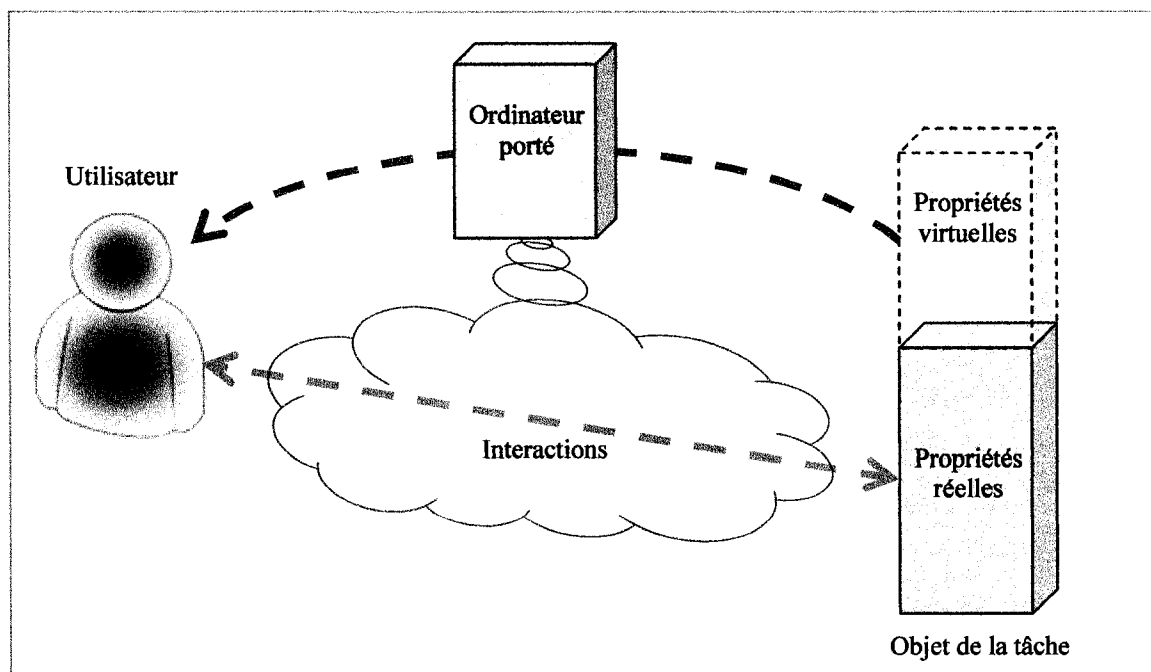 Ordinateur
porté
Utilisateur
Propriétés
virtuelles
Interactions
Propriétés
réelles
Objet de la tâche